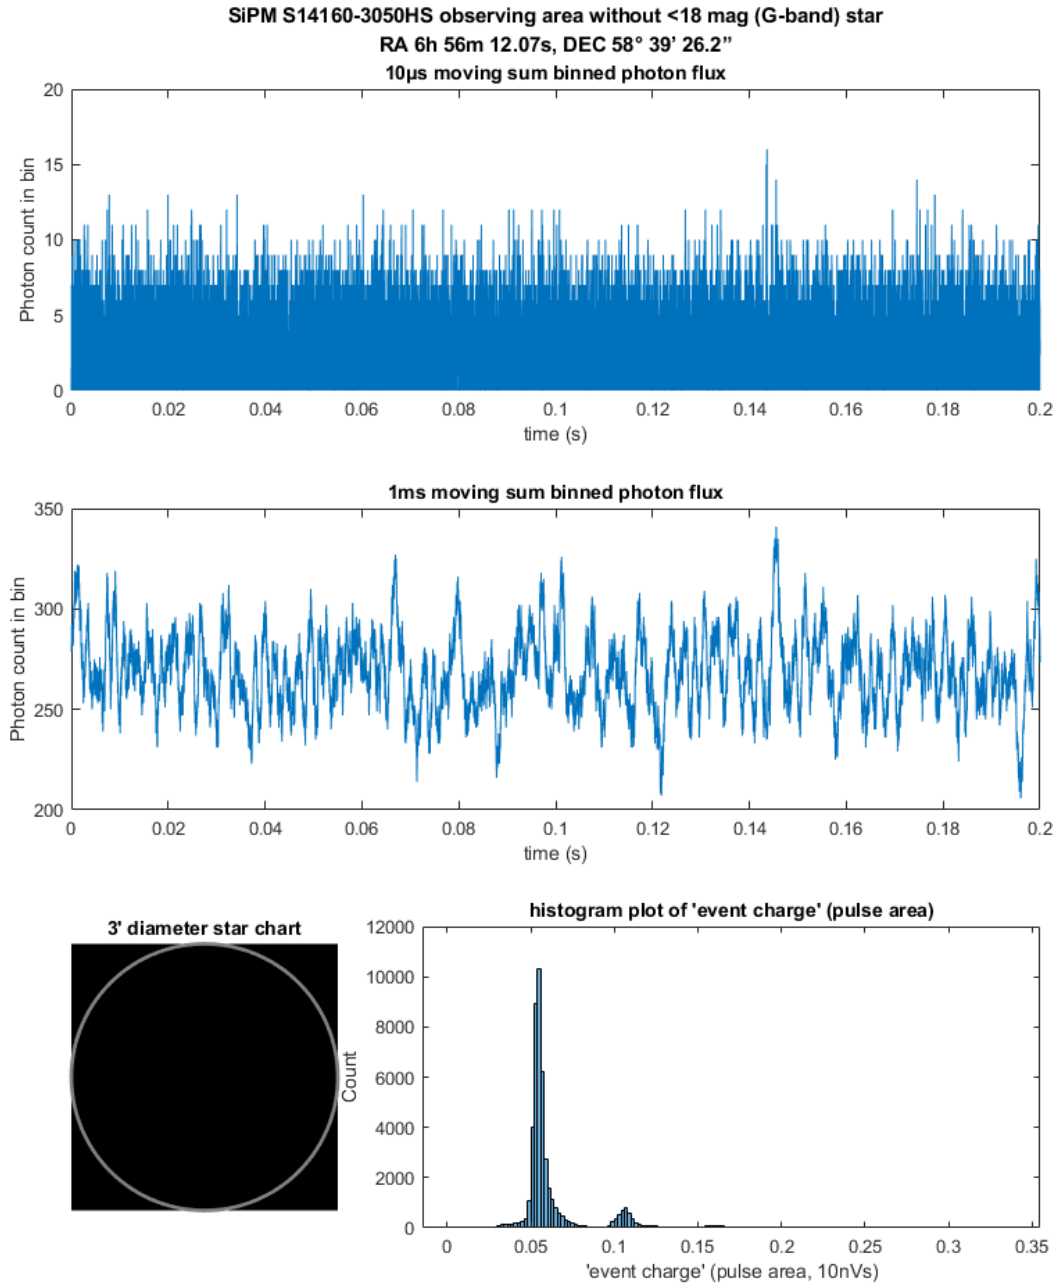 SiPM S14160-3050HS observing area without <18 mag (G-band) star
RA 6h 56m 12.07s, DEC 58° 39’ 26.2”
10µs moving sum binned photon flux
20
15
10
5
0
Photon count in bin
0 0.02 0.04 0.06 0.08 0.1 0.12 0.14 0.16 0.18 0.2
time (s)
1ms moving sum binned photon flux
350
300
250
200
Photon count in bin
0 0.02 0.04 0.06 0.08 0.1 0.12 0.14 0.16 0.18 0.2
time (s)
3' diameter star chart
histogram plot of 'event charge' (pulse area)
12000
10000
8000
6000
4000
2000
0
Count
0 0.05 0.1 0.15 0.2 0.25 0.3 0.35
'event charge' (pulse area, 10nVs)